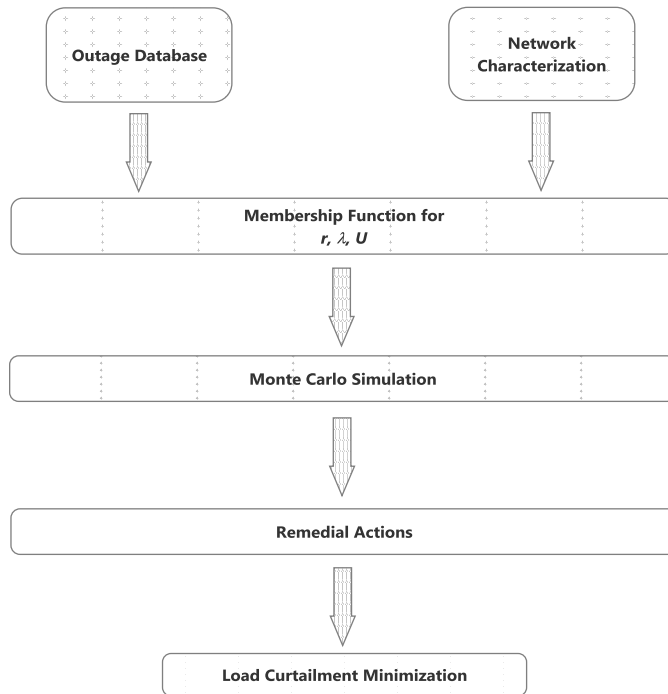 Outage Database
Network
Characterization
Membership Function for
r, λ, U
Monte Carlo Simulation
Remedial Actions
Load Curtailment Minimization